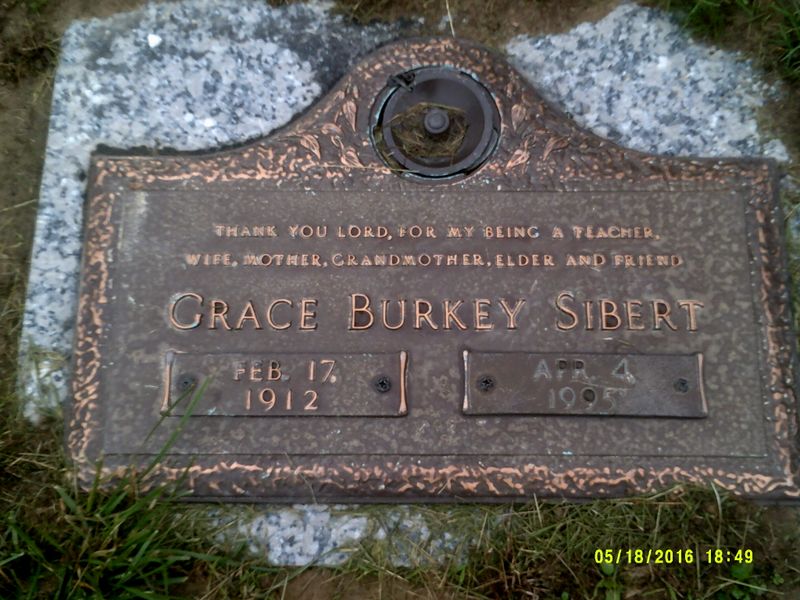 THANK YOU LORD, FOR MY BEING A TEACHER,
WIFE, MOTHER, GRANDMOTHER, ELDER AND FRIEND
GRACE BURKEY SIBERT
FEB. 17,
1912
APR. 4,
1995
05/18/2016 18:49